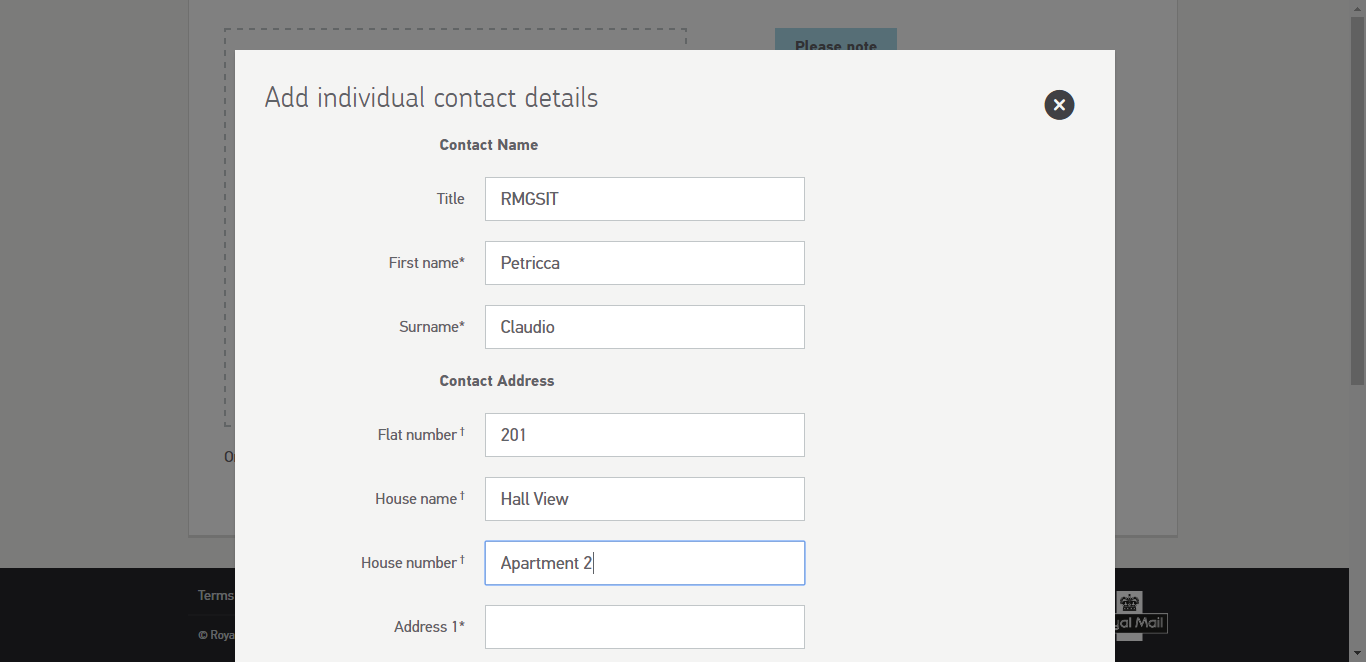 Please note
Add individual contact details
Contact Name
Title RMGSIT
First name* Petricca
Surname* Claudio
Contact Address
Flat number † 201
House name † Hall View
House number † Apartment 2
Address 1*
Terms
© Roya
yal Mail